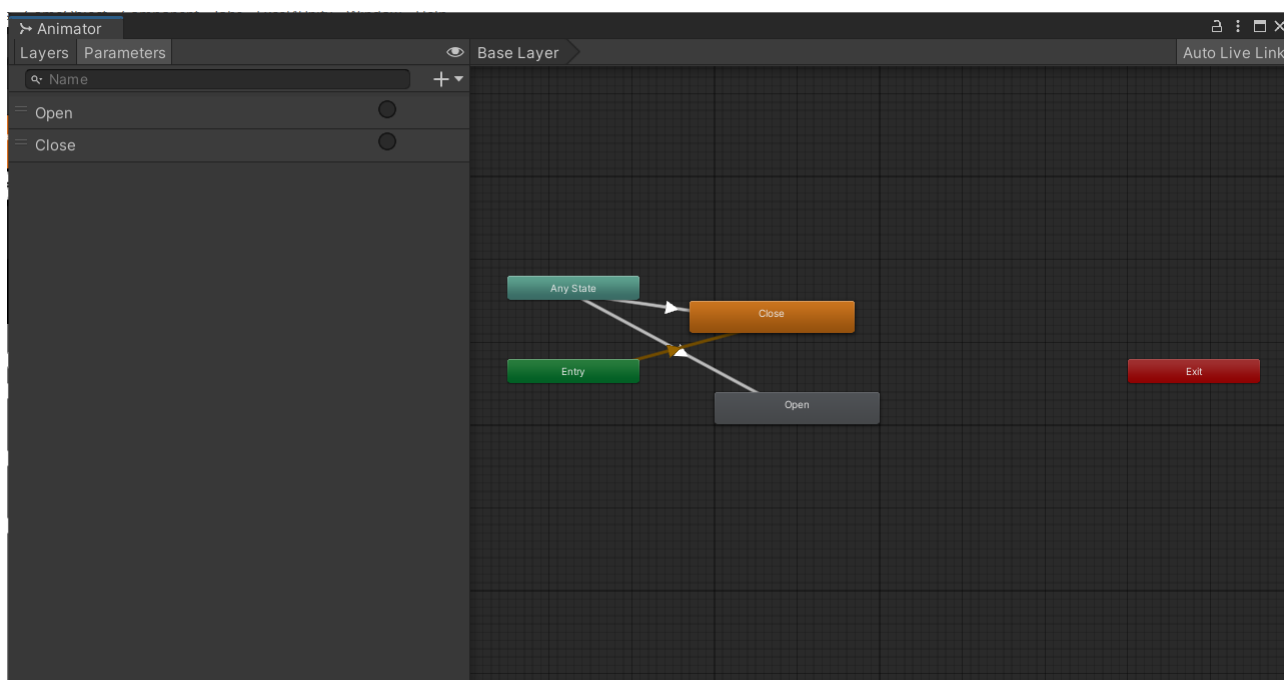 Animator
Layers Parameters
Base Layer
Auto Live Link
Name
Open
Close
Any State
Close
Entry
Exit
Open